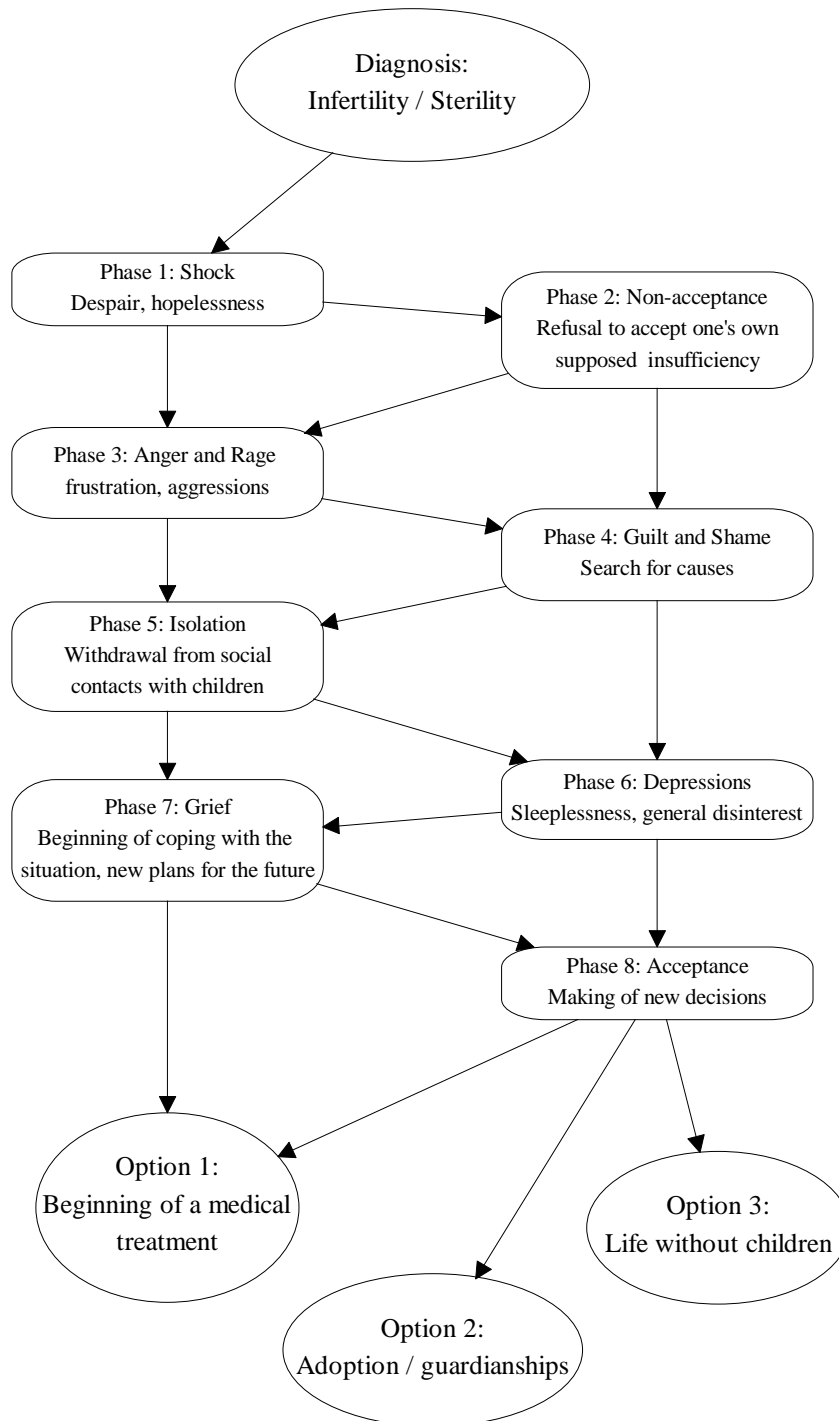 Diagnosis:
Infertility / Sterility
Phase 1: Shock
Despair, hopelessness
Phase 2: Non-acceptance
Refusal to accept one's own
supposed insufficiency
Phase 3: Anger and Rage
frustration, aggressions
Phase 4: Guilt and Shame
Search for causes
Phase 5: Isolation
Withdrawal from social
contacts with children
Phase 6: Depressions
Sleeplessness, general disinterest
Phase 7: Grief
Beginning of coping with the
situation, new plans for the future
Phase 8: Acceptance
Making of new decisions
Option 1:
Beginning of a medical
treatment
Option 2:
Adoption / guardianships
Option 3:
Life without children